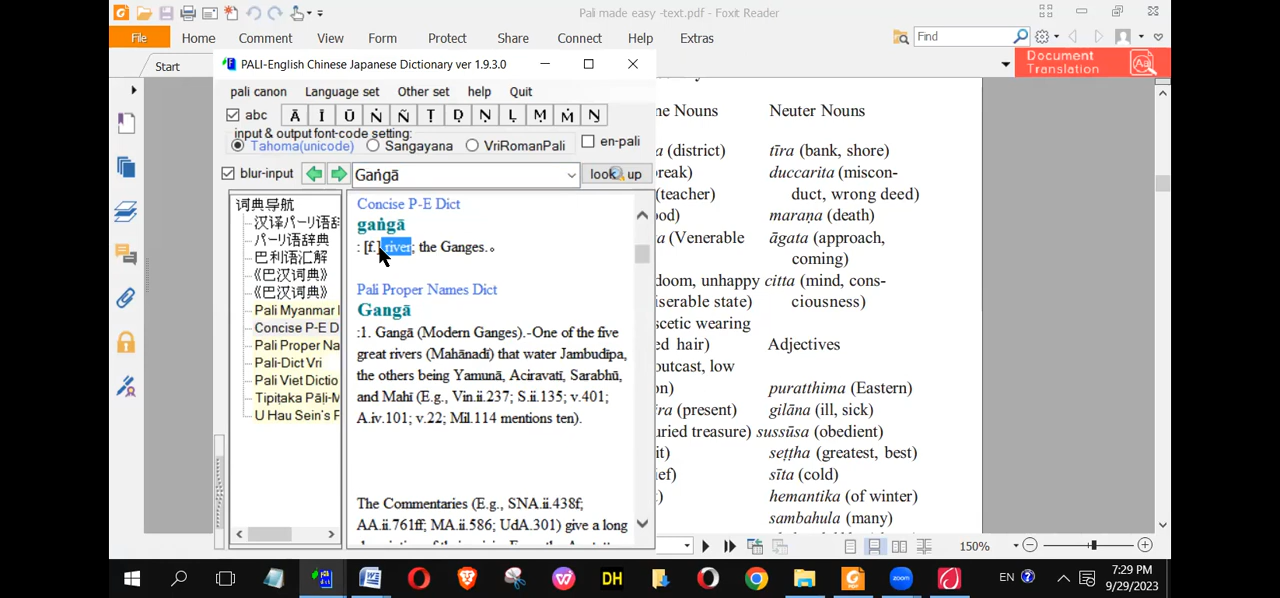 Pali made easy -text.pdf - Foxit Reader
File Home Comment View Form Protect Share Connect Help Extras Find
Start
Document
Translation
PALI-English Chinese Japanese Dictionary ver 1.9.3.0
pali canon Language set Other set help Quit
abc Ā Ī Ū Ṅ Ñ Ṭ Ḍ Ṇ Ḷ Ṃ Ṁ Ŋ
input & output font-code setting:
Tahoma(unicode) Sangayana VriRomanPali en-pali
blur-input Gaṅgā look up
词典导航
汉译パーリ语辞
パーリ语辞典
巴利语汇解
《巴汉词典》
《巴汉词典》
Pali Myanmar
Concise P-E D
Pali Proper Na
Pali-Dict Vri
Pali Viet Dictio
Tipiṭaka Pāḷi-M
U Hau Sein's
Concise P-E Dict
gaṅgā
: [f.] river; the Ganges.。
Pali Proper Names Dict
Gangā
:1. Gangā (Modern Ganges).-One of the five
great rivers (Mahānadī) that water Jambudīpa,
the others being Yamunā, Aciravatī, Sarabhū,
and Mahī (E.g., Vin.ii.237; S.ii.135; v.401;
A.iv.101; v.22; Mil.114 mentions ten).
The Commentaries (E.g., SNA.ii.438f;
AA.ii.761ff; MA.ii.586; UdA.301) give a long
ne Nouns
a (district)
reak)
(teacher)
od)
a (Venerable
doom, unhappy
iserable state)
scetic wearing
ed hair)
outcast, low
on)
ira (present)
uried treasure)
it)
ief)
Neuter Nouns
tīra (bank, shore)
duccarita (miscon-
duct, wrong deed)
maraṇa (death)
āgata (approach,
coming)
citta (mind, cons-
ciousness)
Adjectives
puratthima (Eastern)
gilāna (ill, sick)
sussūsa (obedient)
seṭṭha (greatest, best)
sīta (cold)
hemantika (of winter)
sambahula (many)
150%
DH zoom EN 7:29 PM
9/29/2023